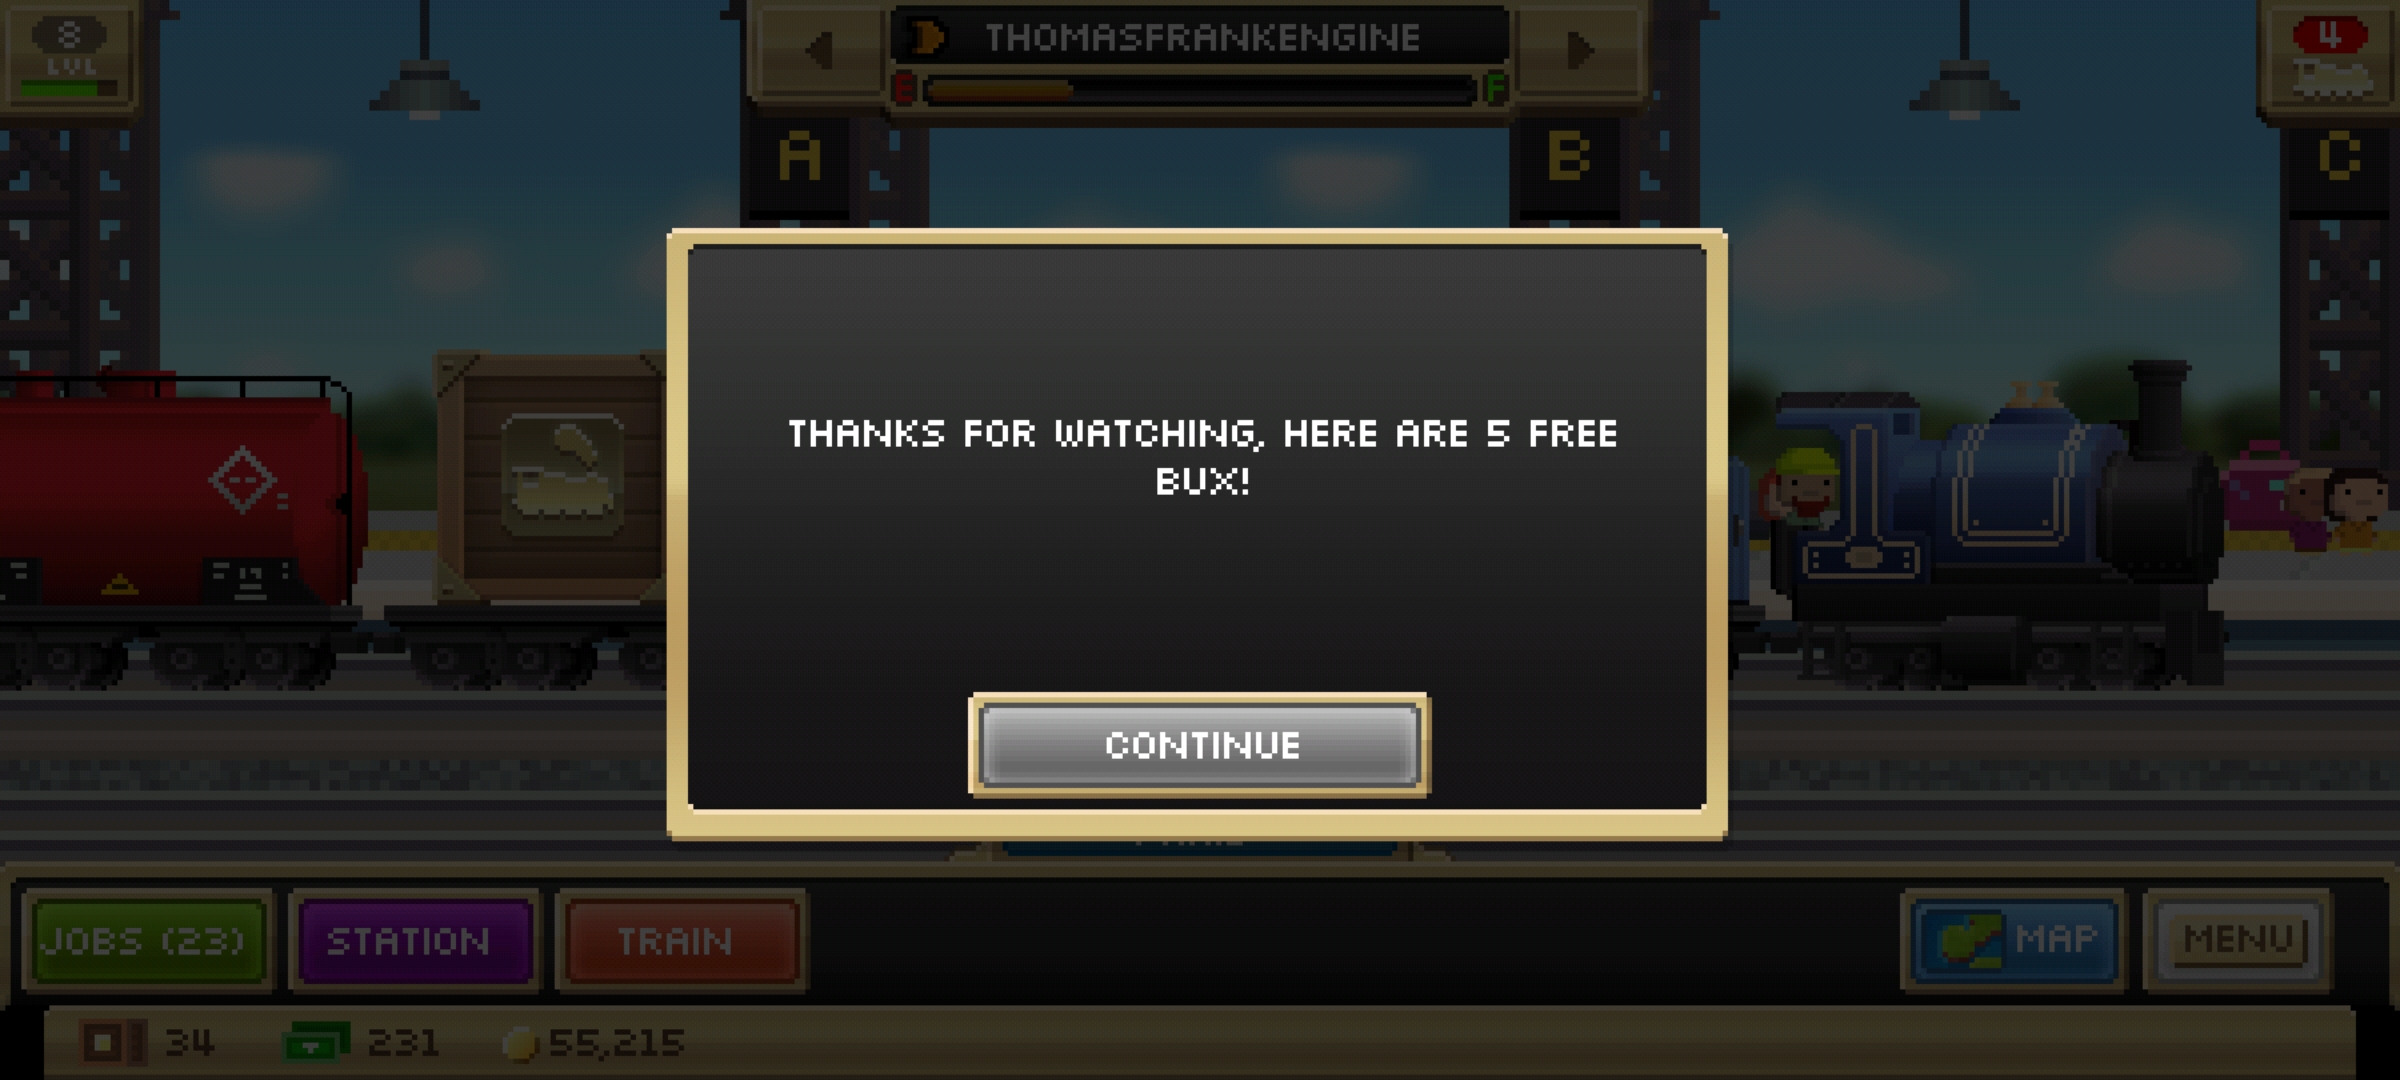 8
LVL
THOMASFRANKENGINE
E
F
4
A
B
C
THANKS FOR WATCHING, HERE ARE 5 FREE
BUX!
CONTINUE
JOBS (23)
STATION
TRAIN
MAP
MENU
34
231
55,215